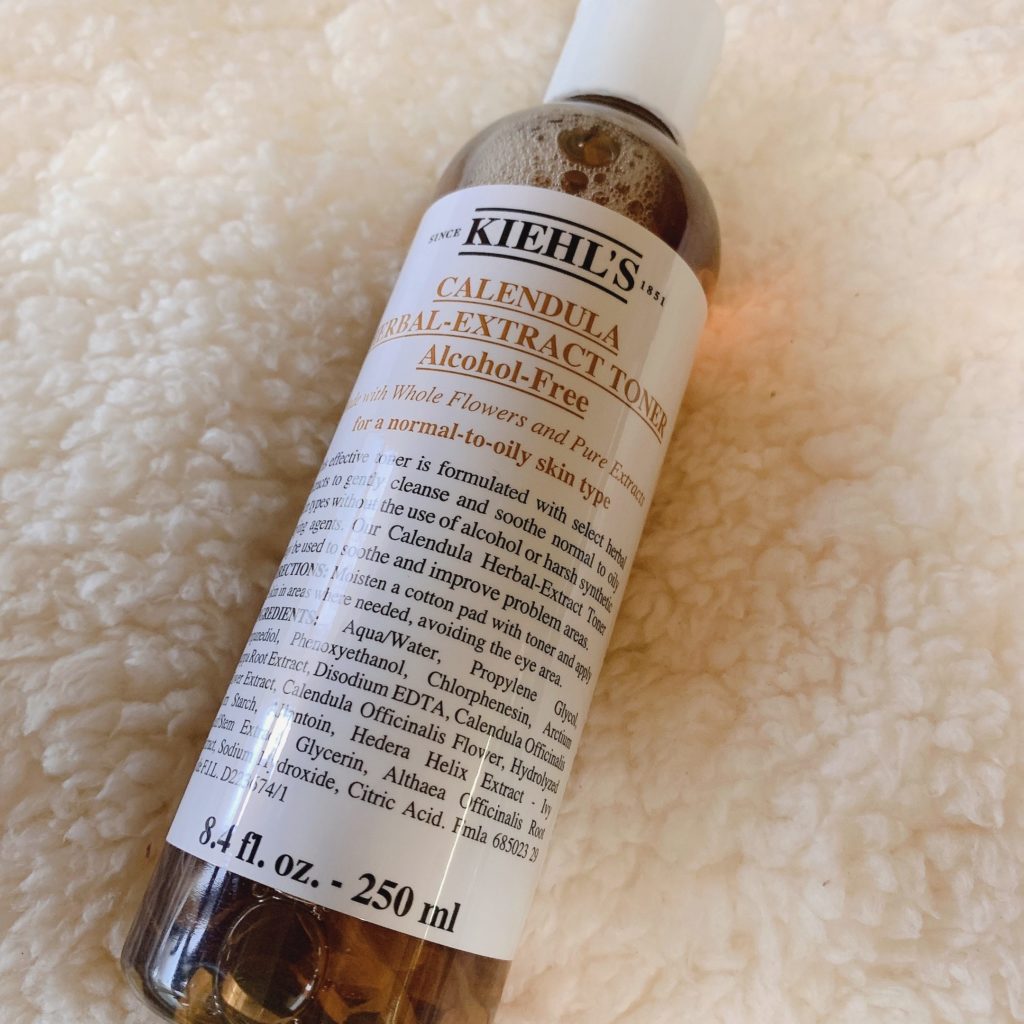 SINCE KIEHL'S 1851
CALENDULA
ERBAL-EXTRACT TONER
Alcohol-Free
with Whole Flowers and Pure Extracts
for a normal-to-oily skin type
effective toner is formulated with select herbal
to gently cleanse and soothe normal to oily
types without the use of alcohol or harsh synthetic
agents. Our Calendula Herbal-Extract Toner
be used to soothe and improve problem areas.
Moisten a cotton pad with toner and apply
in areas where needed, avoiding the eye area.
Aqua/Water, Propylene Glycol,
Phenoxyethanol, Chlorphenesin, Arctium
Root Extract, Disodium EDTA, Calendula Officinalis
Extract, Calendula Officinalis Flower, Hydrolyzed
Starch, Allantoin, Hedera Helix Extract - Ivy
Glycerin, Althaea Officinalis Root
Sodium Hydroxide, Citric Acid. Fmla 685023 29
F.I.L.
8.4 fl. oz. - 250 ml